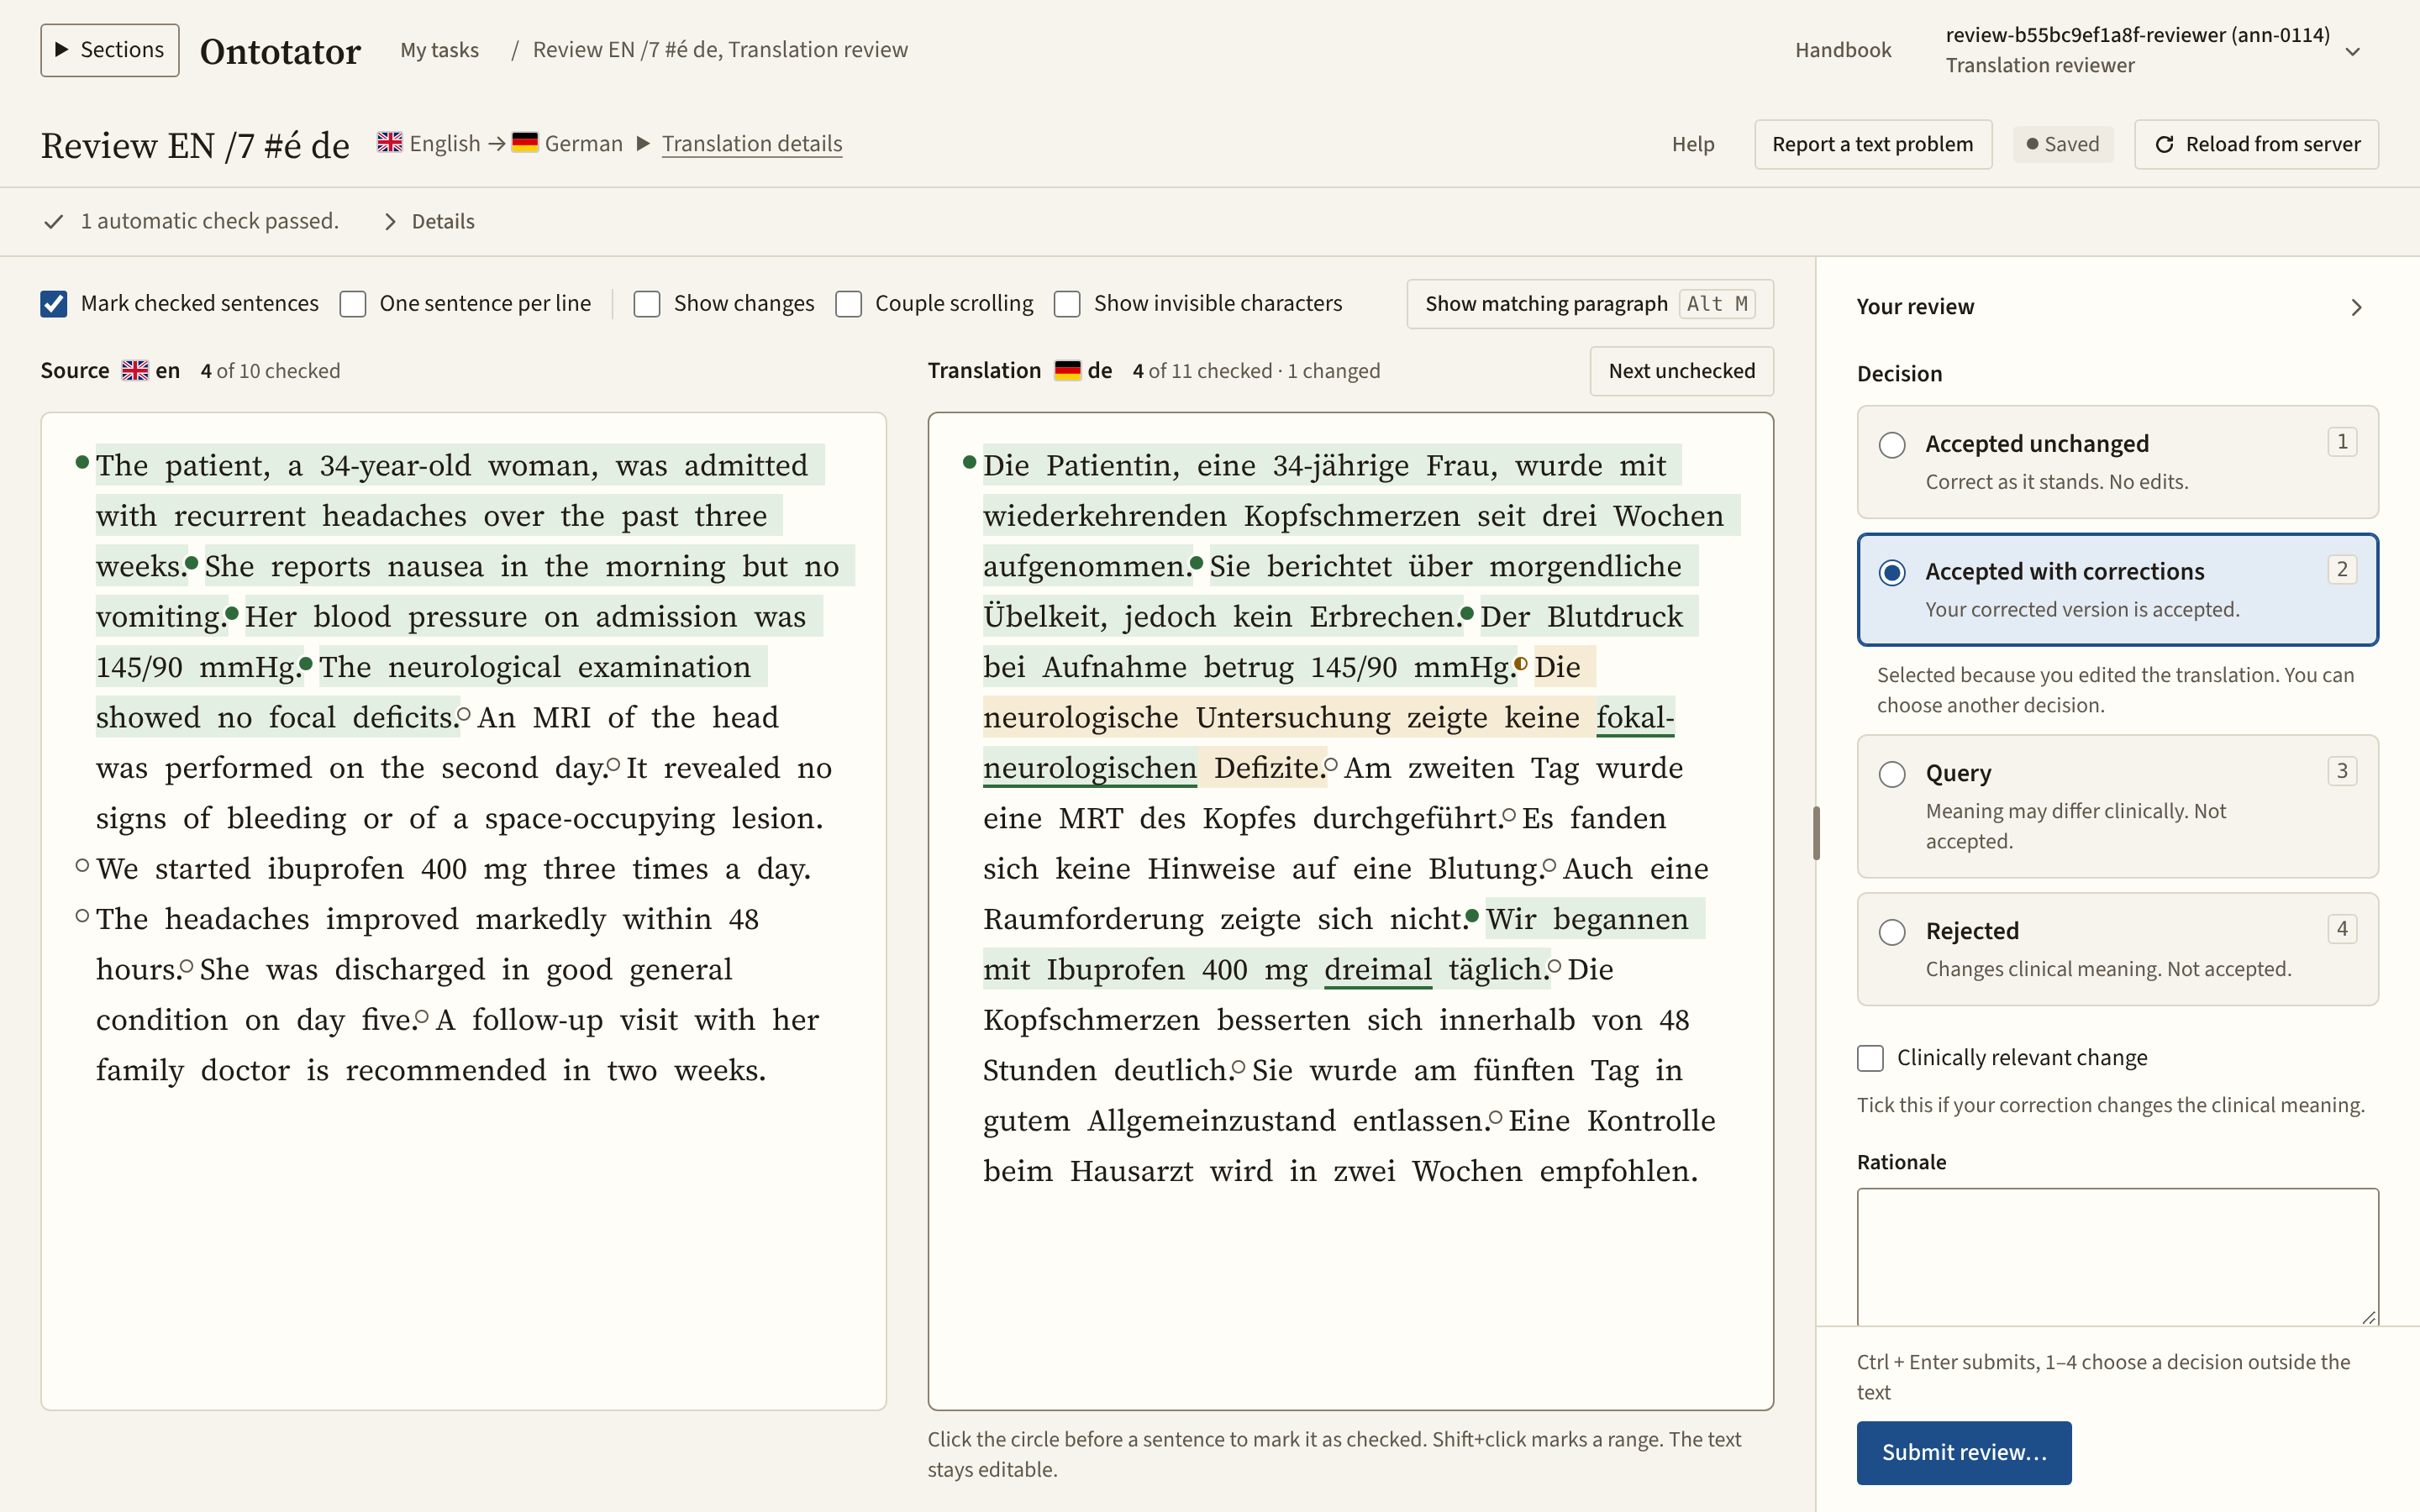 Sections
Ontotator
My tasks / Review EN /7 #é de, Translation review
Handbook
review-b55bc9ef1a8f-reviewer (ann-0114)
Translation reviewer
Review EN /7 #é de
English → German
Translation details
Help
Report a text problem
Saved
Reload from server
1 automatic check passed.
Details
Mark checked sentences
One sentence per line
Show changes
Couple scrolling
Show invisible characters
Show matching paragraph Alt M
Source en 4 of 10 checked
The patient, a 34-year-old woman, was admitted
with recurrent headaches over the past three
weeks. She reports nausea in the morning but no
vomiting. Her blood pressure on admission was
145/90 mmHg. The neurological examination
showed no focal deficits. An MRI of the head
was performed on the second day. It revealed no
signs of bleeding or of a space-occupying lesion.
We started ibuprofen 400 mg three times a day.
The headaches improved markedly within 48
hours. She was discharged in good general
condition on day five. A follow-up visit with her
family doctor is recommended in two weeks.
Translation de 4 of 11 checked · 1 changed
Next unchecked
Die Patientin, eine 34-jährige Frau, wurde mit
wiederkehrenden Kopfschmerzen seit drei Wochen
aufgenommen. Sie berichtet über morgendliche
Übelkeit, jedoch kein Erbrechen. Der Blutdruck
bei Aufnahme betrug 145/90 mmHg. Die
neurologische Untersuchung zeigte keine fokal-
neurologischen Defizite. Am zweiten Tag wurde
eine MRT des Kopfes durchgeführt. Es fanden
sich keine Hinweise auf eine Blutung. Auch eine
Raumforderung zeigte sich nicht. Wir begannen
mit Ibuprofen 400 mg dreimal täglich. Die
Kopfschmerzen besserten sich innerhalb von 48
Stunden deutlich. Sie wurde am fünften Tag in
gutem Allgemeinzustand entlassen. Eine Kontrolle
beim Hausarzt wird in zwei Wochen empfohlen.
Click the circle before a sentence to mark it as checked. Shift+click marks a range. The text
stays editable.
Your review
Decision
Accepted unchanged 1
Correct as it stands. No edits.
Accepted with corrections 2
Your corrected version is accepted.
Selected because you edited the translation. You can
choose another decision.
Query 3
Meaning may differ clinically. Not
accepted.
Rejected 4
Changes clinical meaning. Not accepted.
Clinically relevant change
Tick this if your correction changes the clinical meaning.
Rationale
Ctrl + Enter submits, 1–4 choose a decision outside the
text
Submit review…